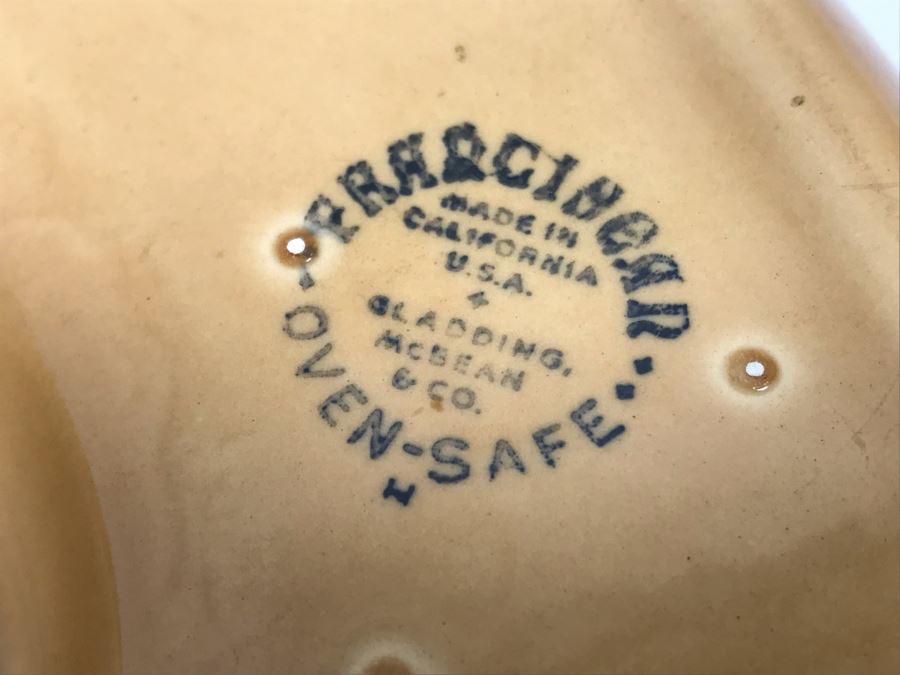 FRANCISCAN
MADE IN
CALIFORNIA
U.S.A.
GLADDING,
McBEAN
& CO.
OVEN-SAFE
I